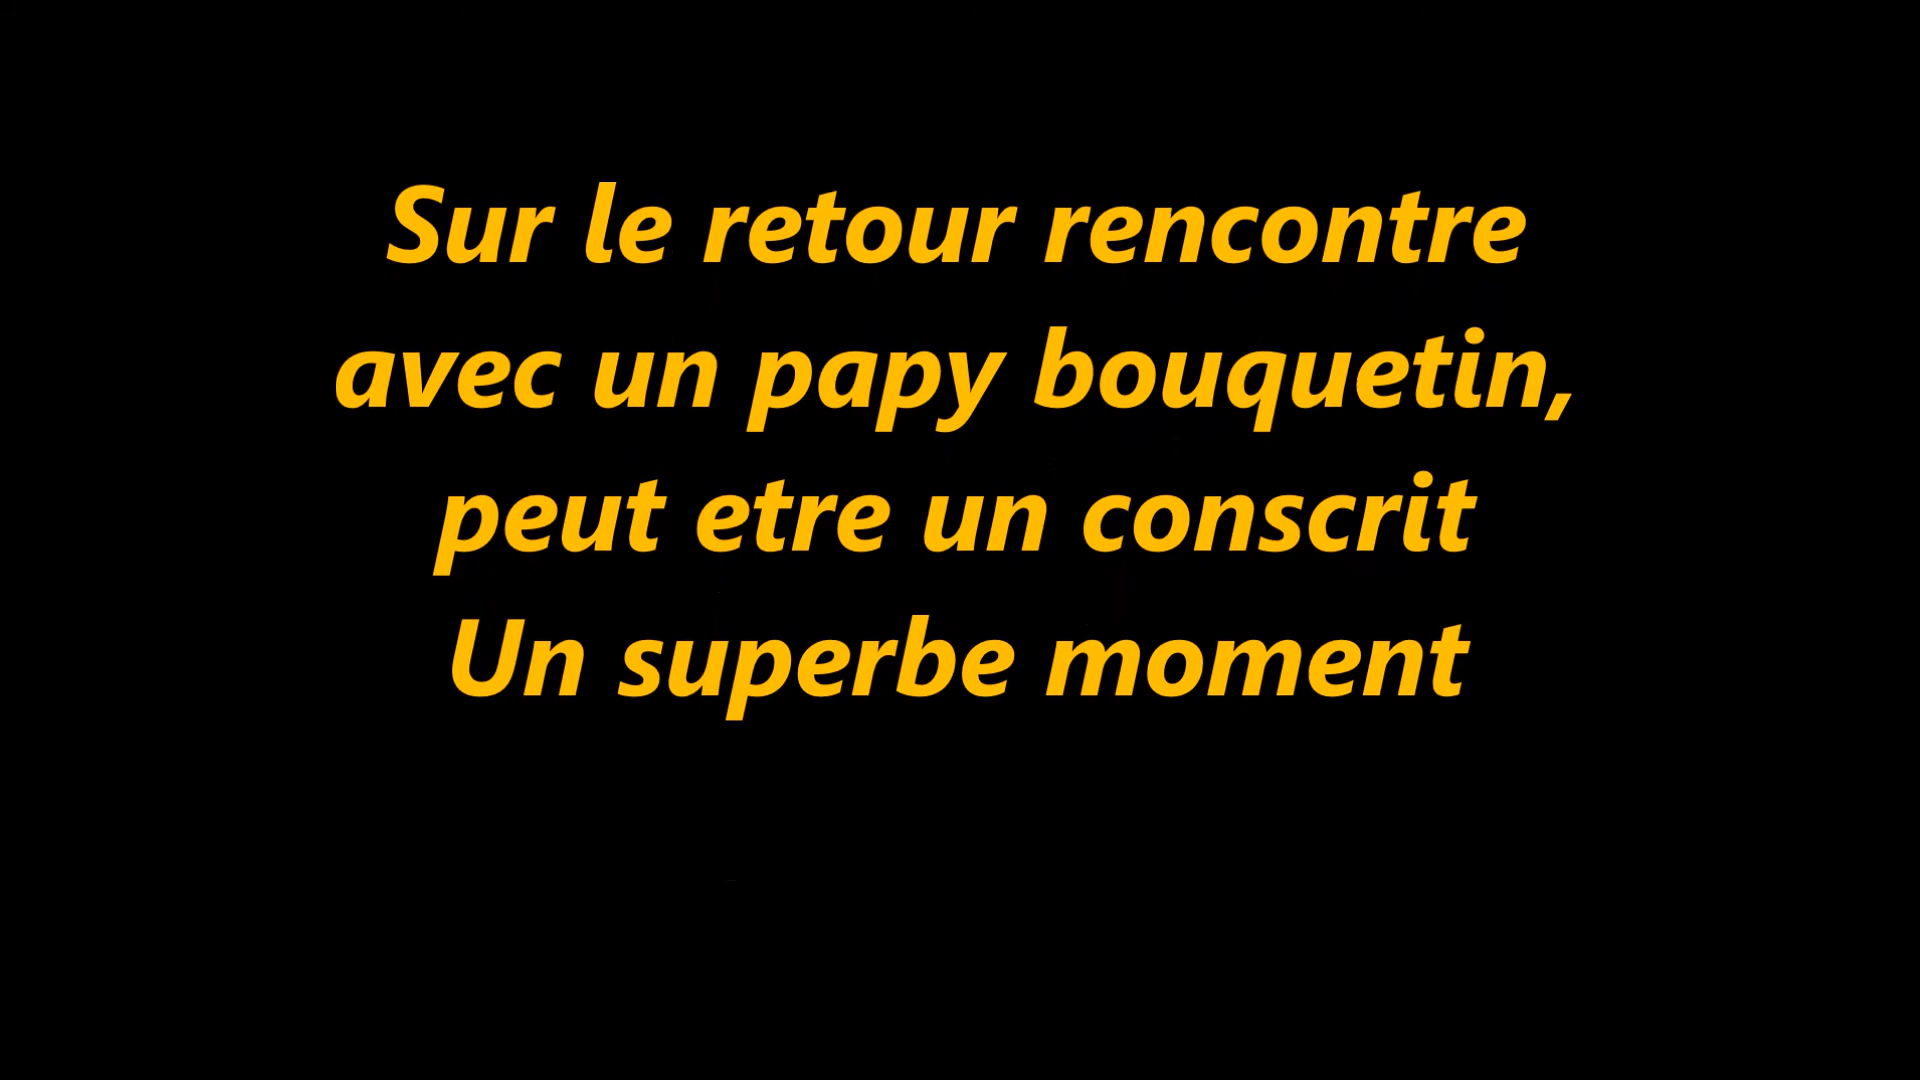 Sur le retour rencontre
avec un papy bouquetin,
peut etre un conscrit
Un superbe moment